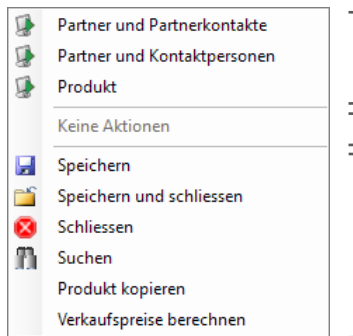 Partner und Partnerkontakte
Partner und Kontaktpersonen
Produkt
Keine Aktionen
Speichern
Speichern und schliessen
Schliessen
Suchen
Produkt kopieren
Verkaufspreise berechnen